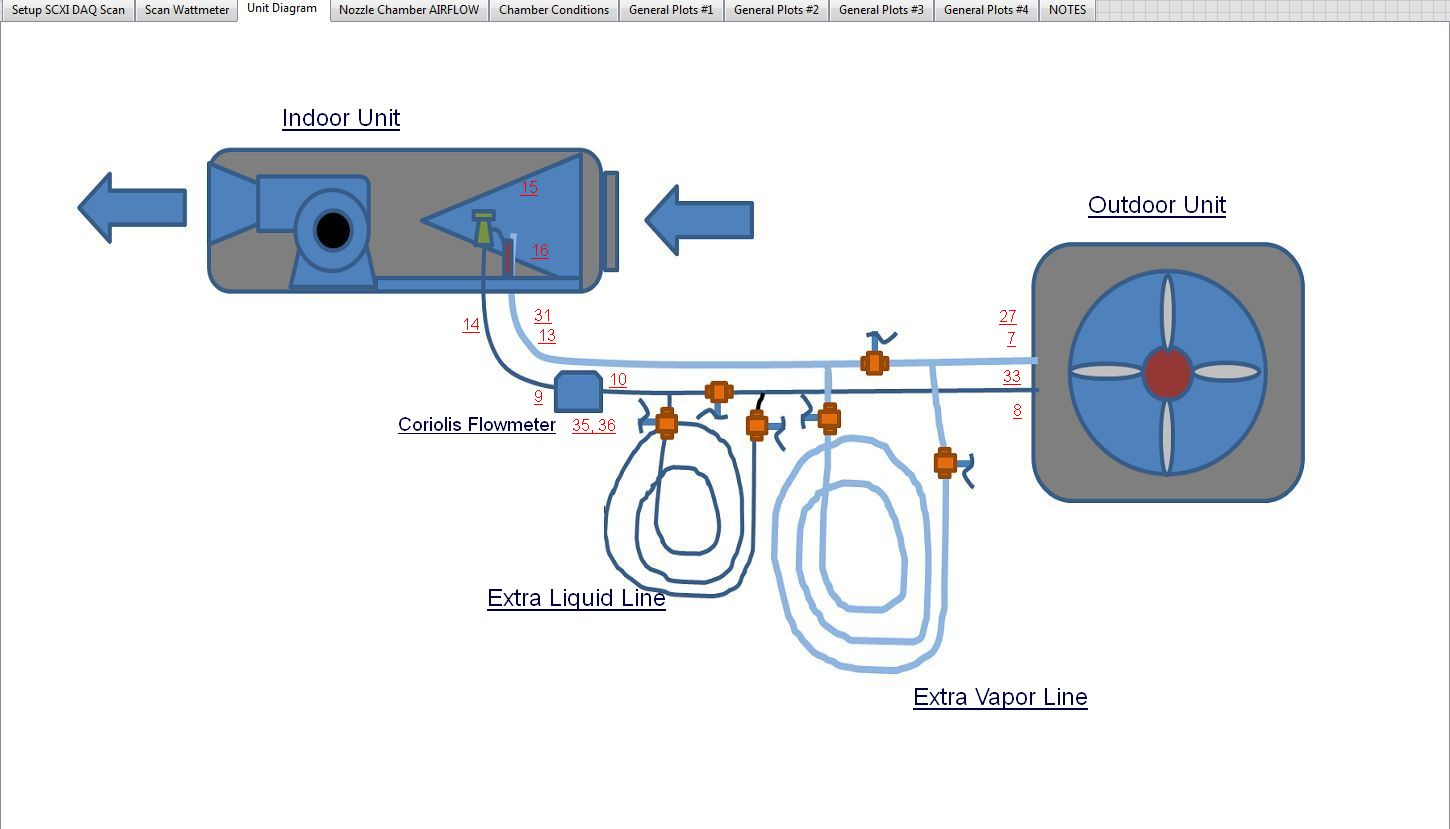 Setup SCXI DAQ Scan Scan Wattmeter Unit Diagram Nozzle Chamber AIRFLOW Chamber Conditions General Plots #1 General Plots #2 General Plots #3 General Plots #4 NOTES
Indoor Unit
15
16
Outdoor Unit
14
31
13
27
7
33
8
10
9
Coriolis Flowmeter 35, 36
Extra Liquid Line
Extra Vapor Line